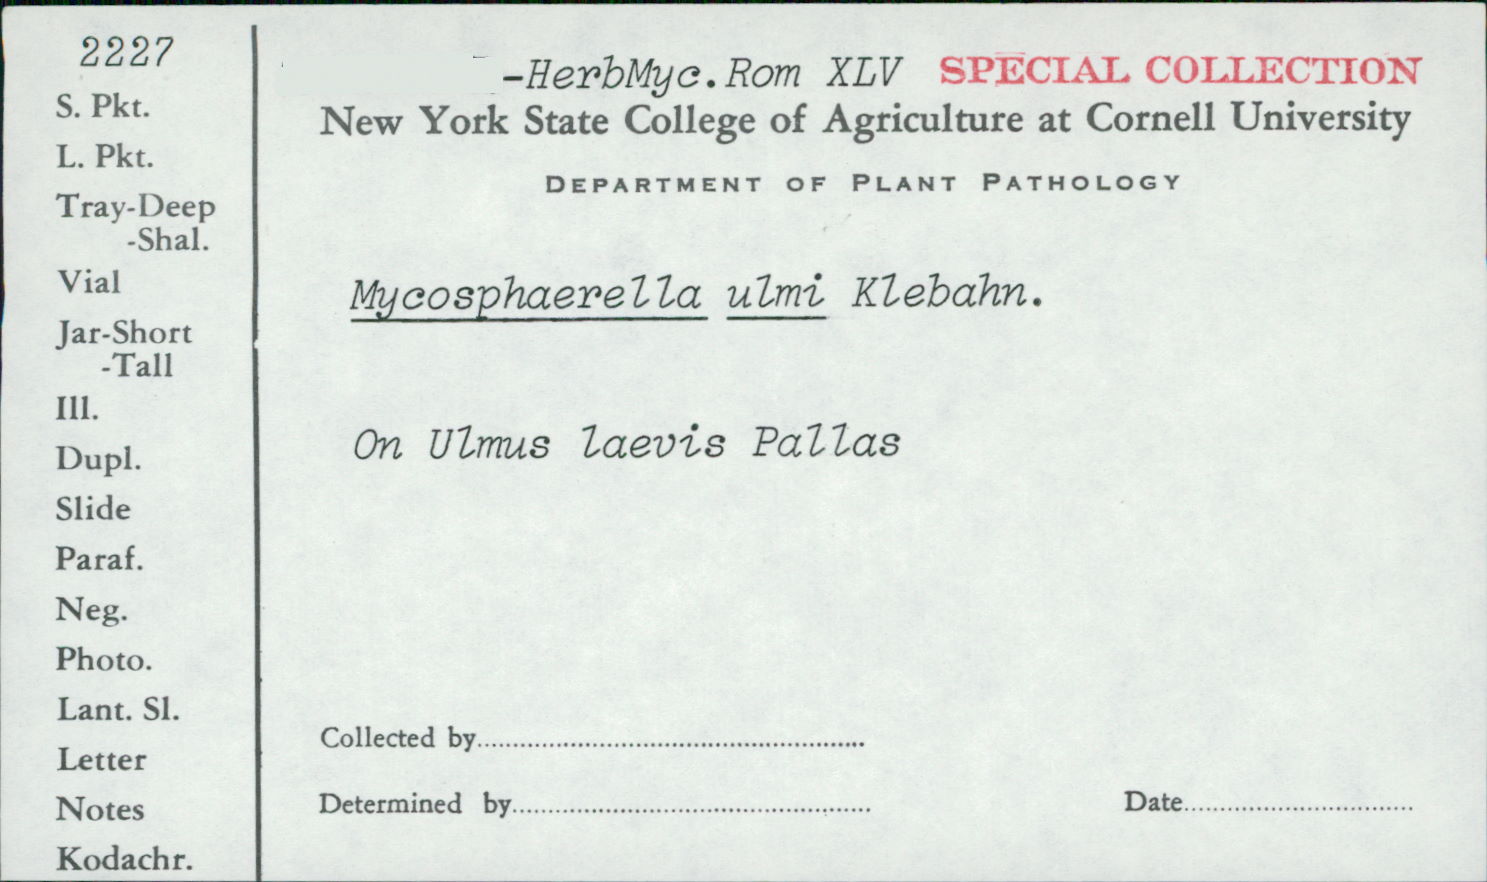 2227
S. Pkt.
L. Pkt.
Tray-Deep
-Shal.
Vial
Jar-Short
-Tall
Ill.
Dupl.
Slide
Paraf.
Neg.
Photo.
Lant. Sl.
Letter
Notes
Kodachr.
-HerbMyc.Rom XLV SPECIAL COLLECTION
New York State College of Agriculture at Cornell University
DEPARTMENT OF PLANT PATHOLOGY
Mycosphaerella ulmi Klebahn.
On Ulmus laevis Pallas
Collected by
Determined by Date